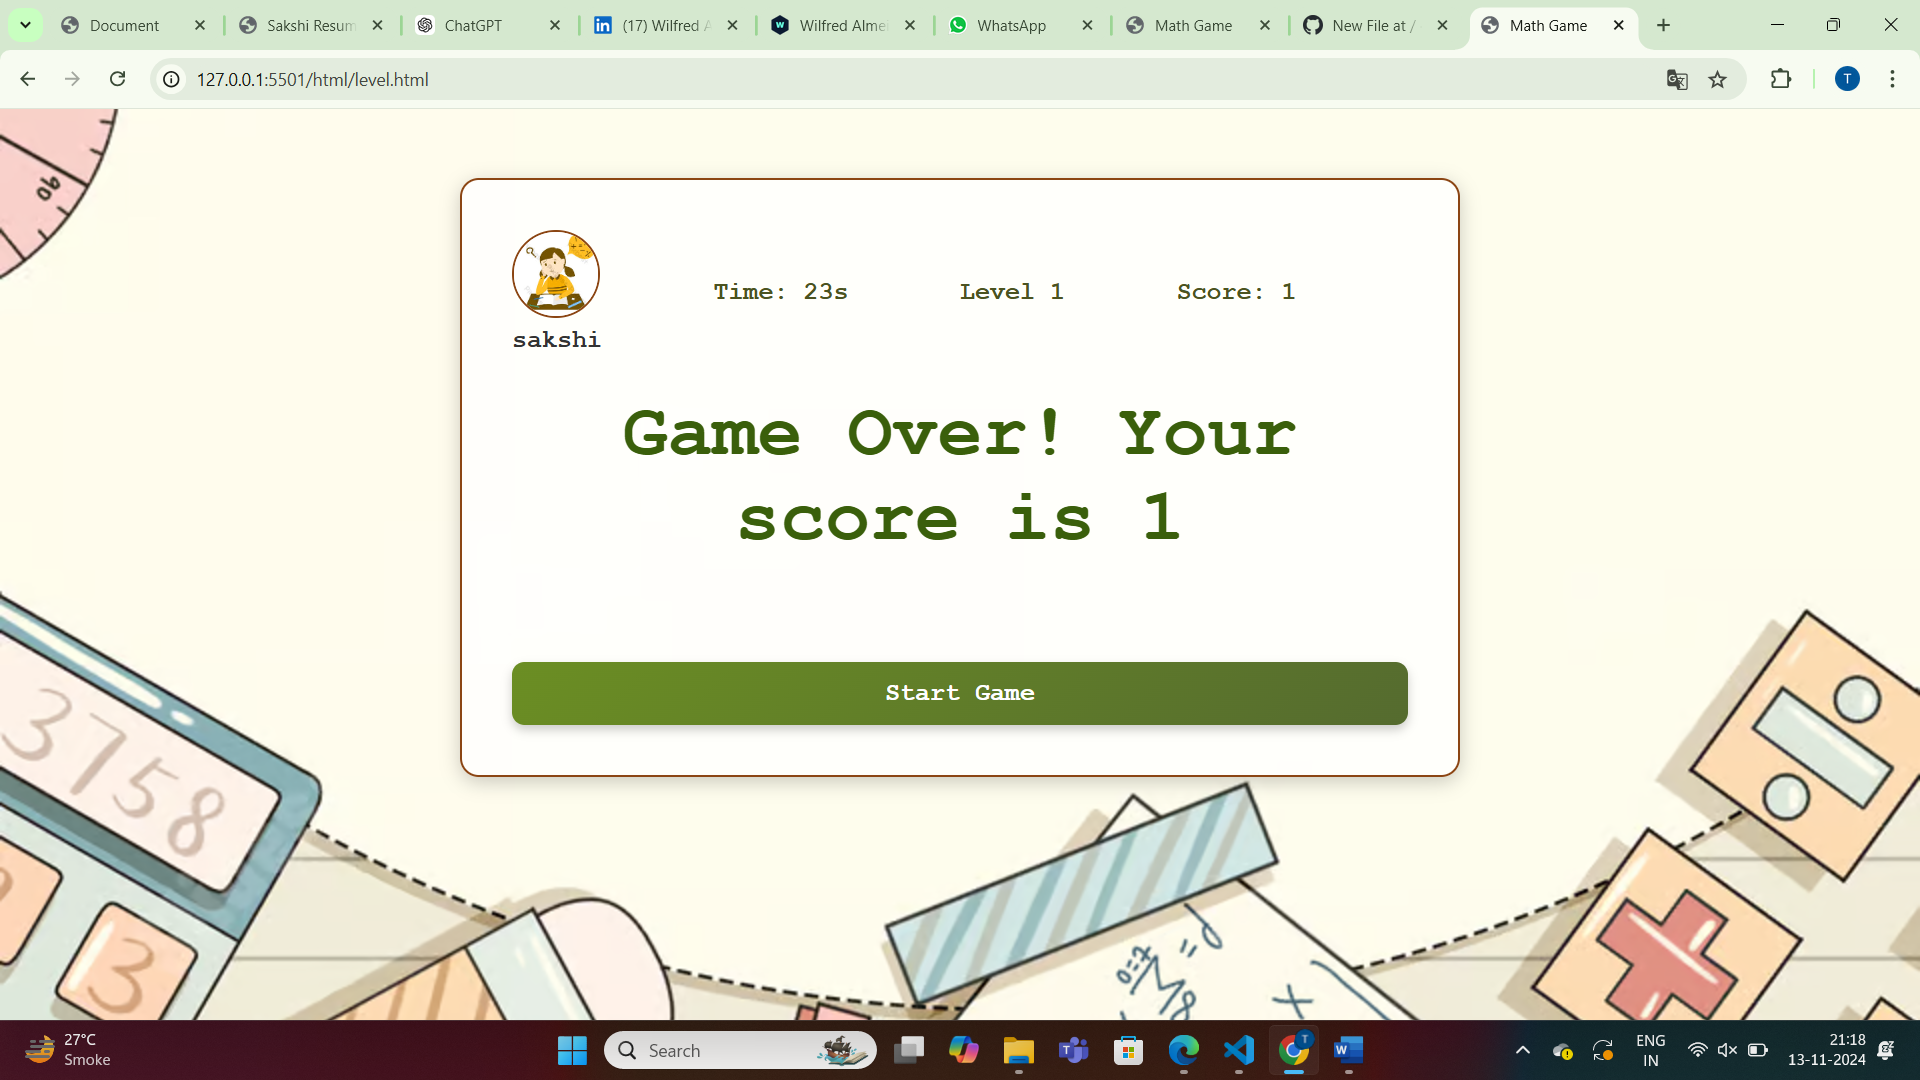 Document
Sakshi Resum
ChatGPT
(17) Wilfred A
Wilfred Almei
WhatsApp
Math Game
New File at /
Math Game
127.0.0.1:5501/html/level.html
T
90
sakshi
Time: 23s
Level 1
Score: 1
Game Over! Your
score is 1
Start Game
3758
3
27°C
Smoke
Search
ENG
IN
21:18
13-11-2024